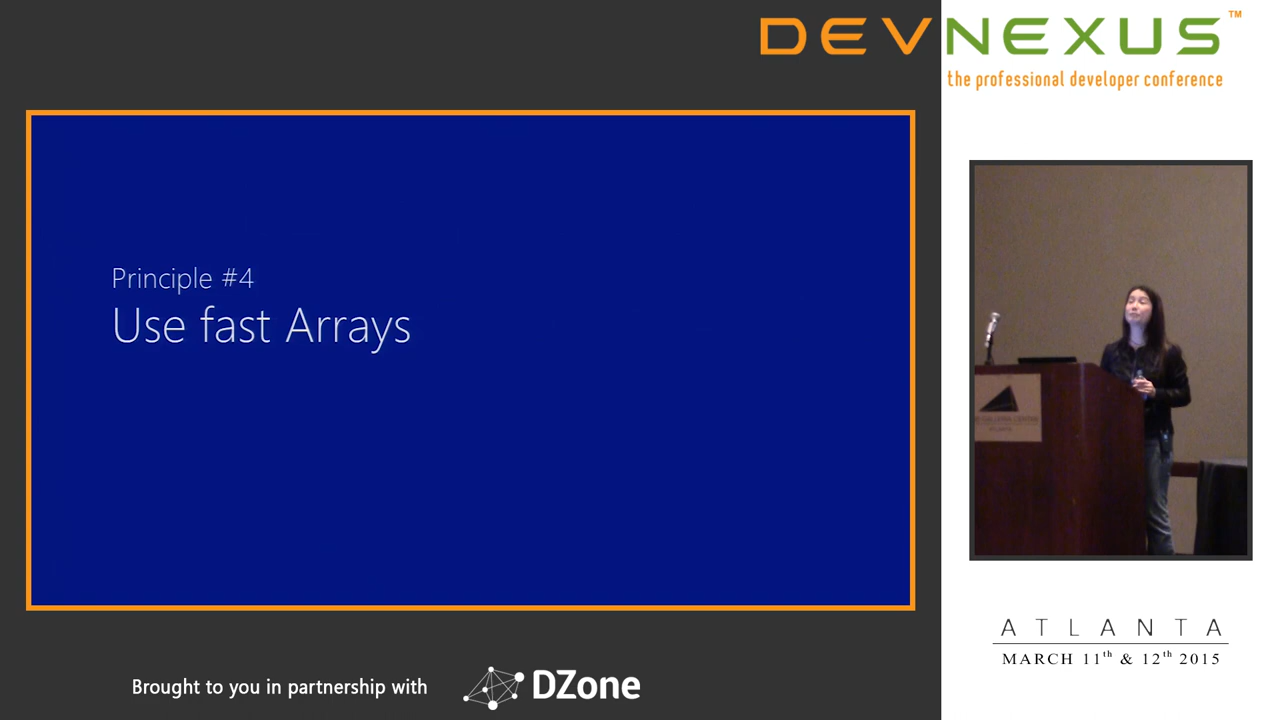 DEVNEXUS™
the professional developer conference
Principle #4
Use fast Arrays
ATLANTA
ATLANTA
MARCH 11th & 12th 2015
Brought to you in partnership with
DZone